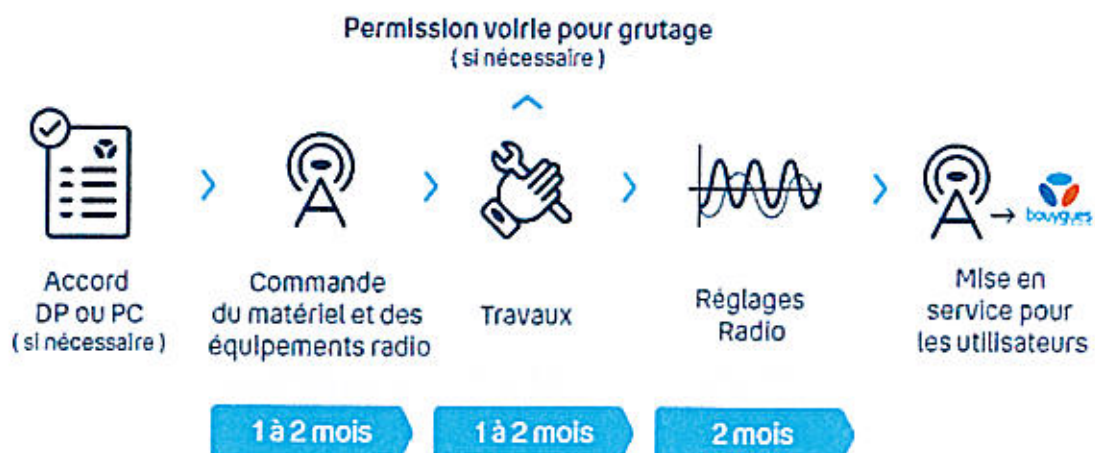 Permission voirie pour grutage
( si nécessaire )
Accord
DP ou PC
( si nécessaire )
Commande
du matériel et des
équipements radio
Travaux
Réglages
Radio
bouygues
Mise en
service pour
les utilisateurs
1 à 2 mois
1 à 2 mois
2 mois